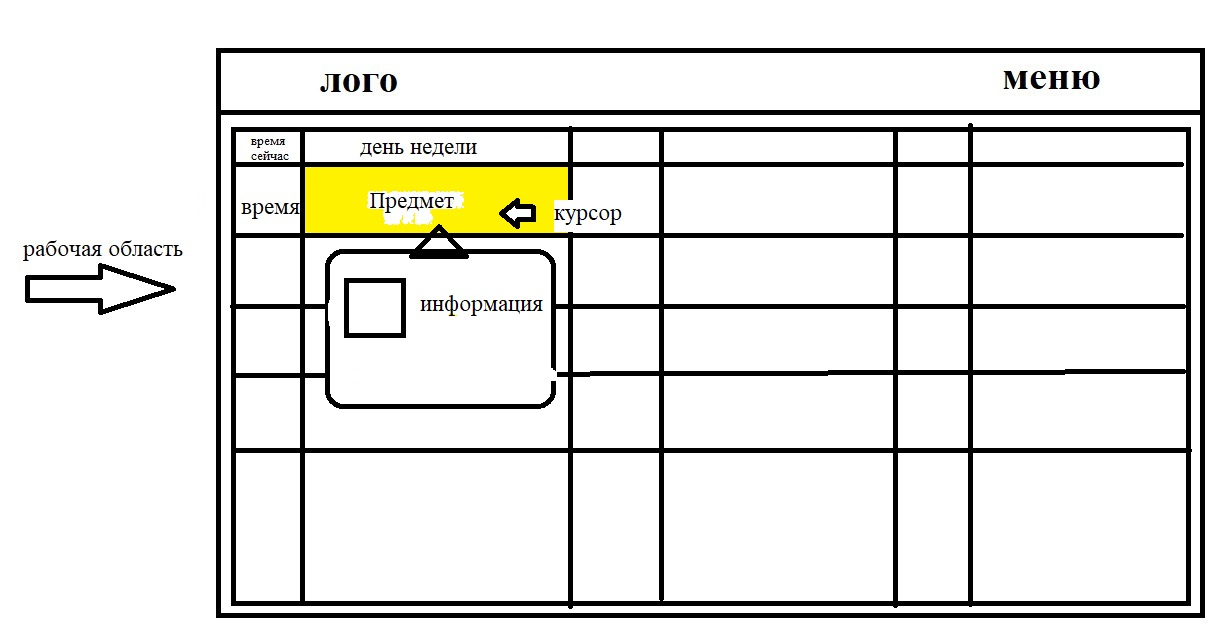 лого
меню
время
сейчас
день недели
время
Предмет
курсор
рабочая область
информация